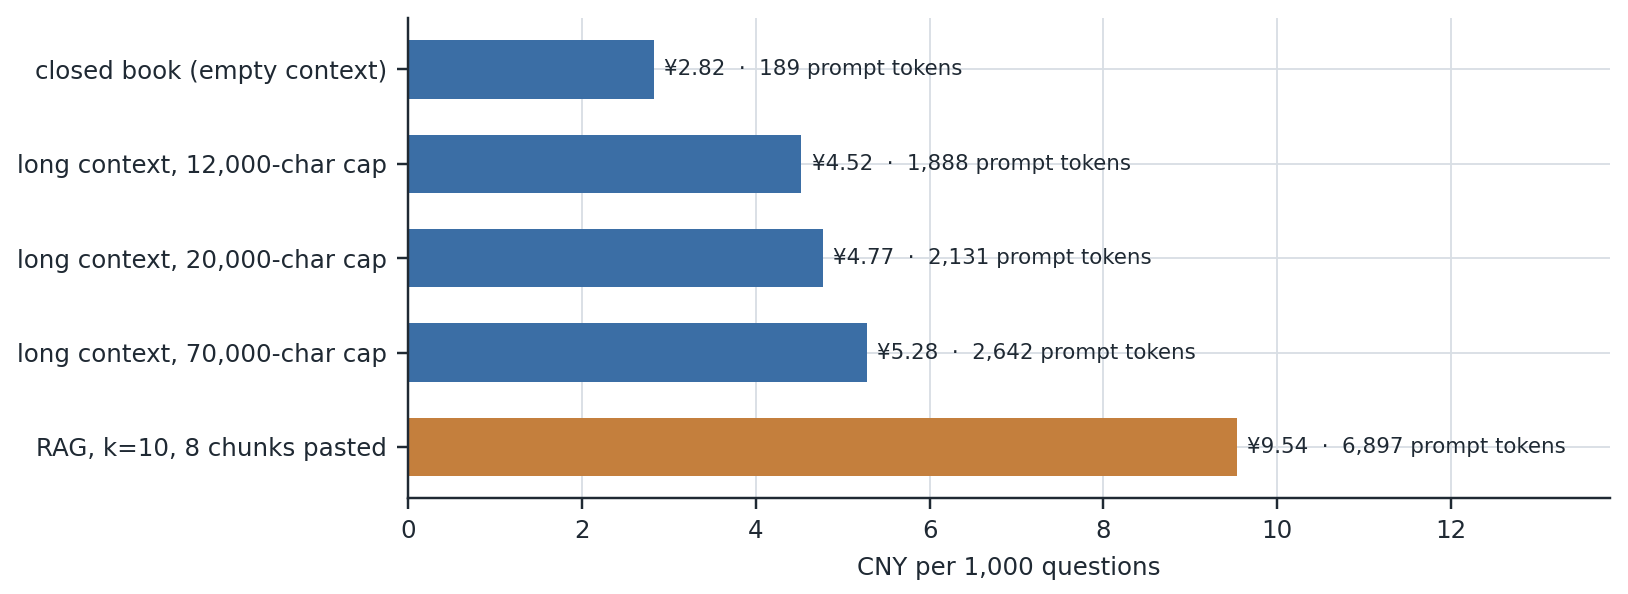 closed book (empty context)
¥2.82 · 189 prompt tokens
long context, 12,000-char cap
¥4.52 · 1,888 prompt tokens
long context, 20,000-char cap
¥4.77 · 2,131 prompt tokens
long context, 70,000-char cap
¥5.28 · 2,642 prompt tokens
RAG, k=10, 8 chunks pasted
¥9.54 · 6,897 prompt tokens
0 2 4 6 8 10 12
CNY per 1,000 questions